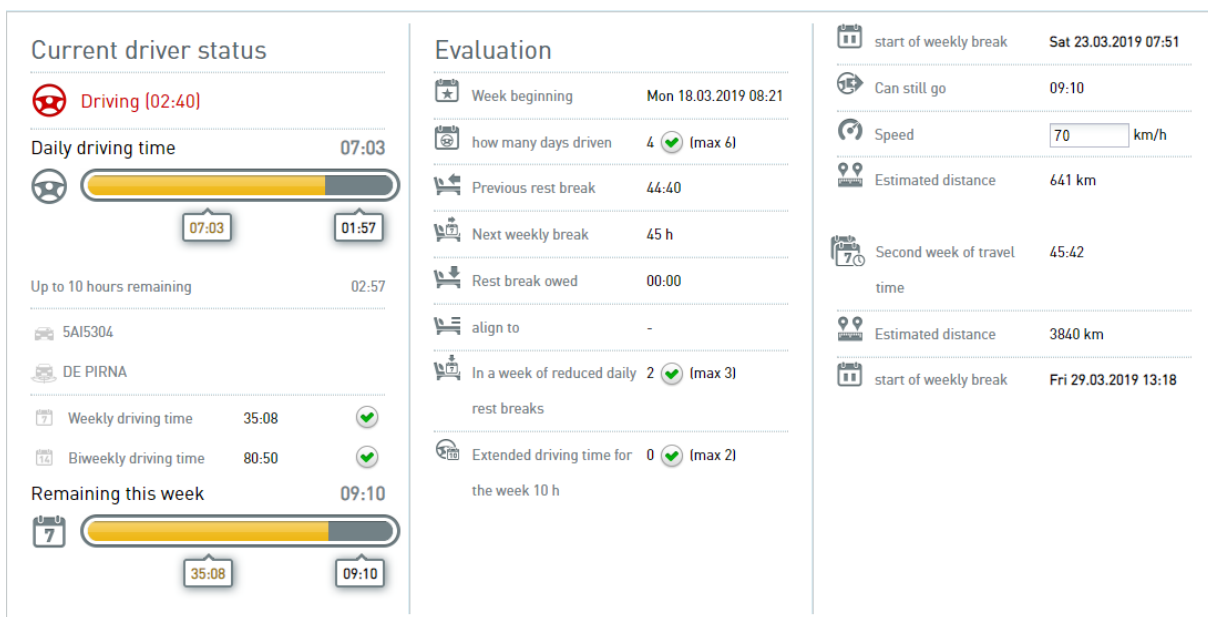 Current driver status
Driving (02:40)
Daily driving time 07:03
07:03 01:57
Up to 10 hours remaining 02:57
5AI5304
DE PIRNA
7 Weekly driving time 35:08
14 Biweekly driving time 80:50
Remaining this week 09:10
7
35:08 09:10
Evaluation
Week beginning Mon 18.03.2019 08:21
how many days driven 4 (max 6)
Previous rest break 44:40
7 Next weekly break 45 h
Rest break owed 00:00
align to -
7 In a week of reduced daily 2 (max 3)
rest breaks
10 Extended driving time for 0 (max 2)
the week 10 h
start of weekly break Sat 23.03.2019 07:51
Can still go 09:10
Speed 70 km/h
Estimated distance 641 km
7 Second week of travel 45:42
time
Estimated distance 3840 km
start of weekly break Fri 29.03.2019 13:18